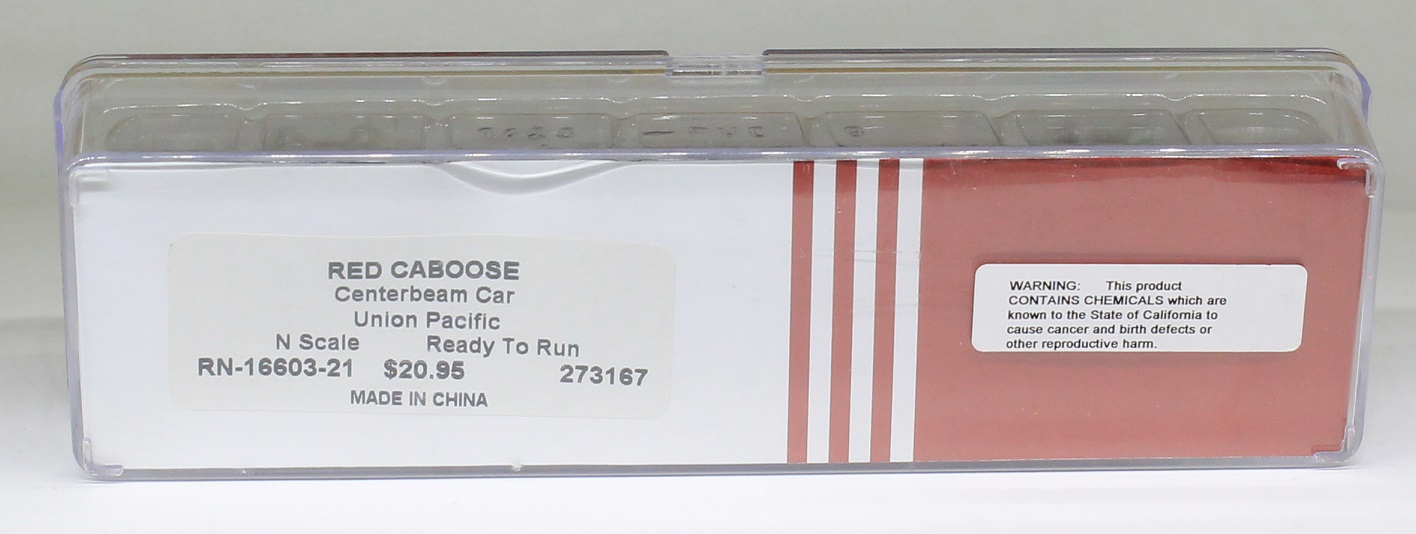 RED CABOOSE
Centerbeam Car
Union Pacific
N Scale Ready To Run
RN-16603-21 $20.95 273167
MADE IN CHINA
WARNING: This product
CONTAINS CHEMICALS which are
known to the State of California to
cause cancer and birth defects or
other reproductive harm.